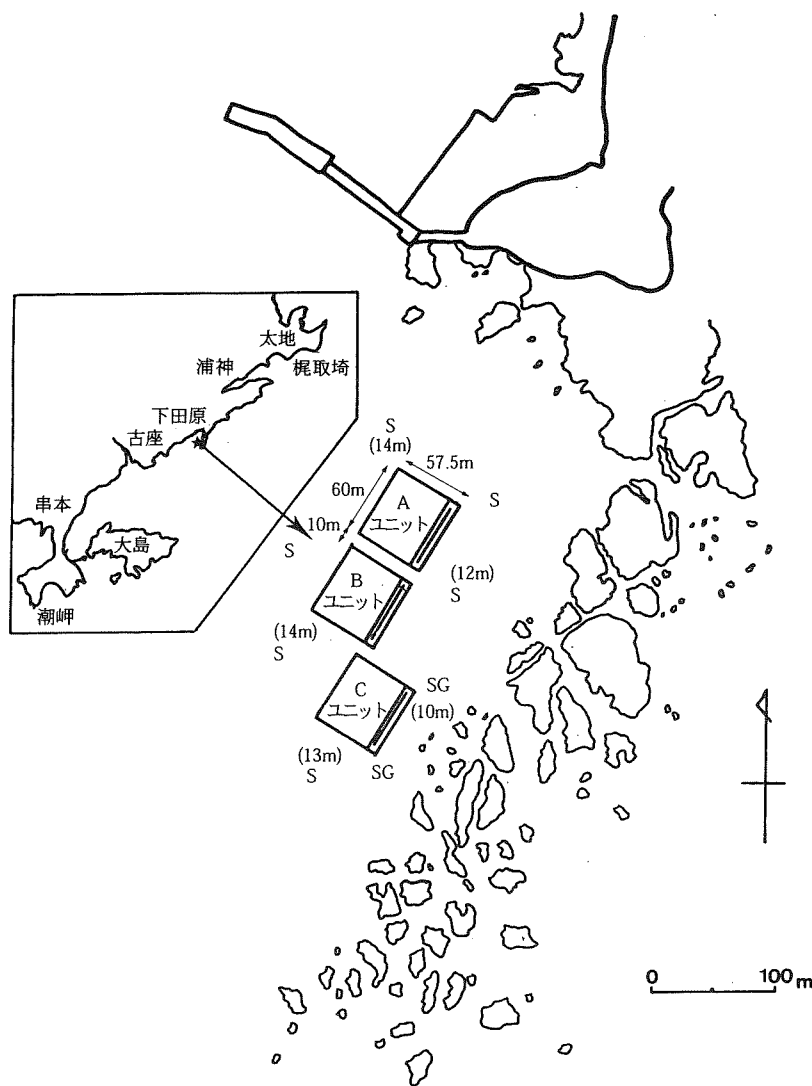 太地
浦神
梶取埼
下田原
古座
串本
大島
潮岬
S
(14m)
57.5m
60m
S
10m
S
A
ユニット
(12m)
S
B
ユニット
(14m)
S
C
ユニット
SG
(10m)
(13m)
S
SG
0 100m